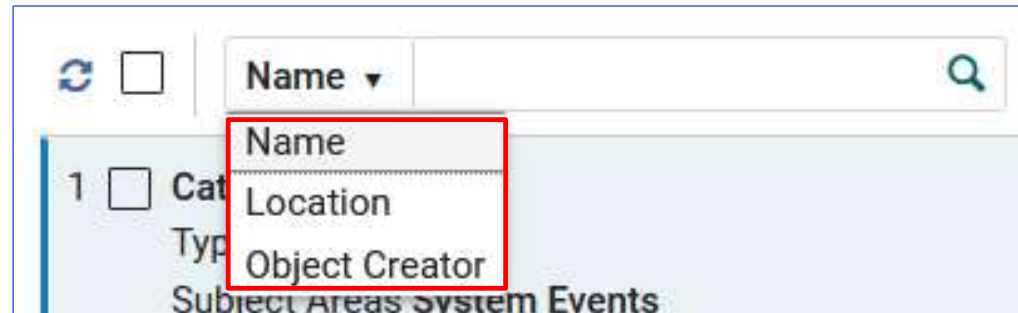 Name ▾
Name
1 Cat
Location
Typ
Object Creator
Subject Areas System Events